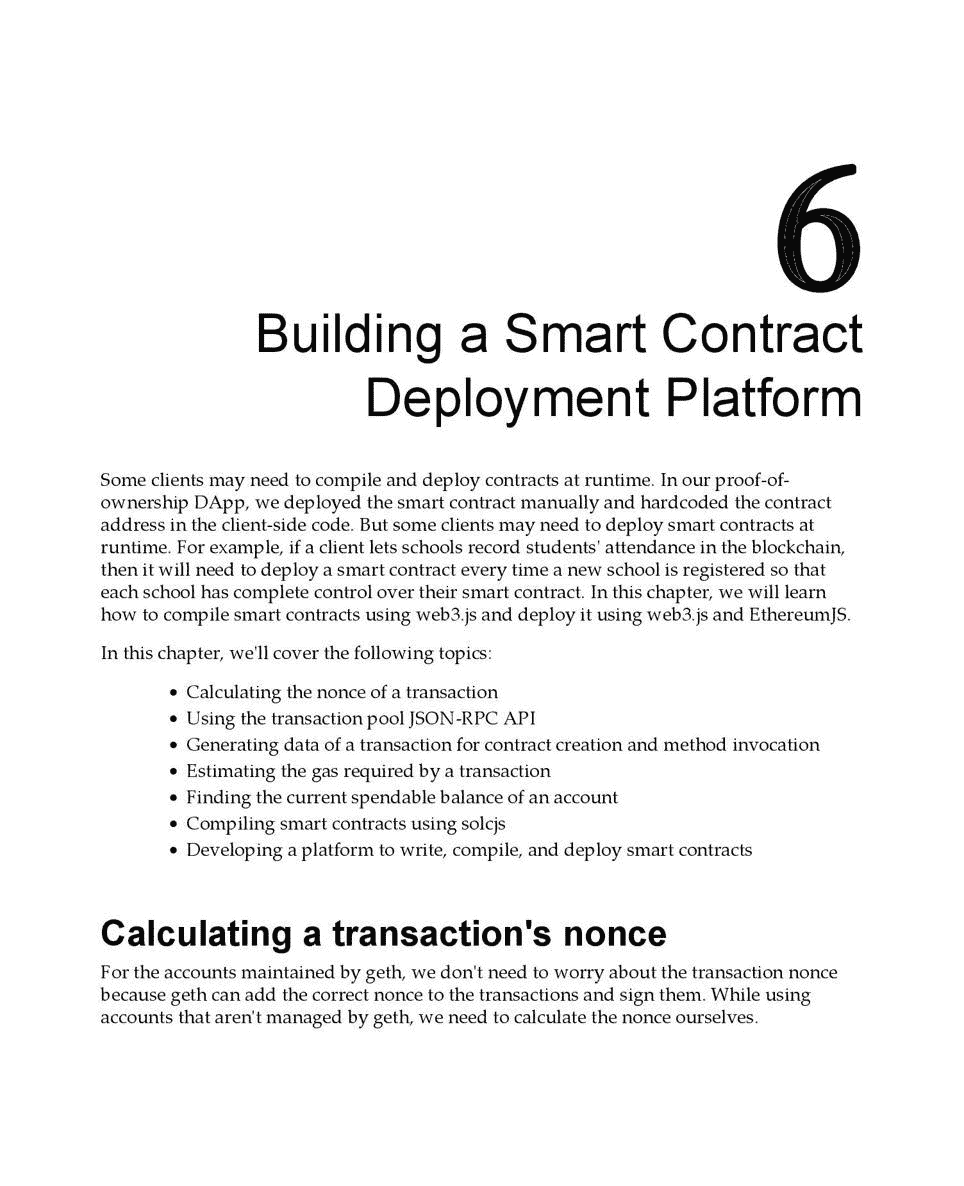 6
Building a Smart Contract
Deployment Platform
Some clients may need to compile and deploy contracts at runtime. In our proof-of-
ownership DApp, we deployed the smart contract manually and hardcoded the contract
address in the client-side code. But some clients may need to deploy smart contracts at
runtime. For example, if a client lets schools record students' attendance in the blockchain,
then it will need to deploy a smart contract every time a new school is registered so that
each school has complete control over their smart contract. In this chapter, we will learn
how to compile smart contracts using web3.js and deploy it using web3.js and EthereumJS.
In this chapter, we'll cover the following topics:
• Calculating the nonce of a transaction
• Using the transaction pool JSON-RPC API
• Generating data of a transaction for contract creation and method invocation
• Estimating the gas required by a transaction
• Finding the current spendable balance of an account
• Compiling smart contracts using solcjs
• Developing a platform to write, compile, and deploy smart contracts
Calculating a transaction's nonce
For the accounts maintained by geth, we don't need to worry about the transaction nonce
because geth can add the correct nonce to the transactions and sign them. While using
accounts that aren't managed by geth, we need to calculate the nonce ourselves.